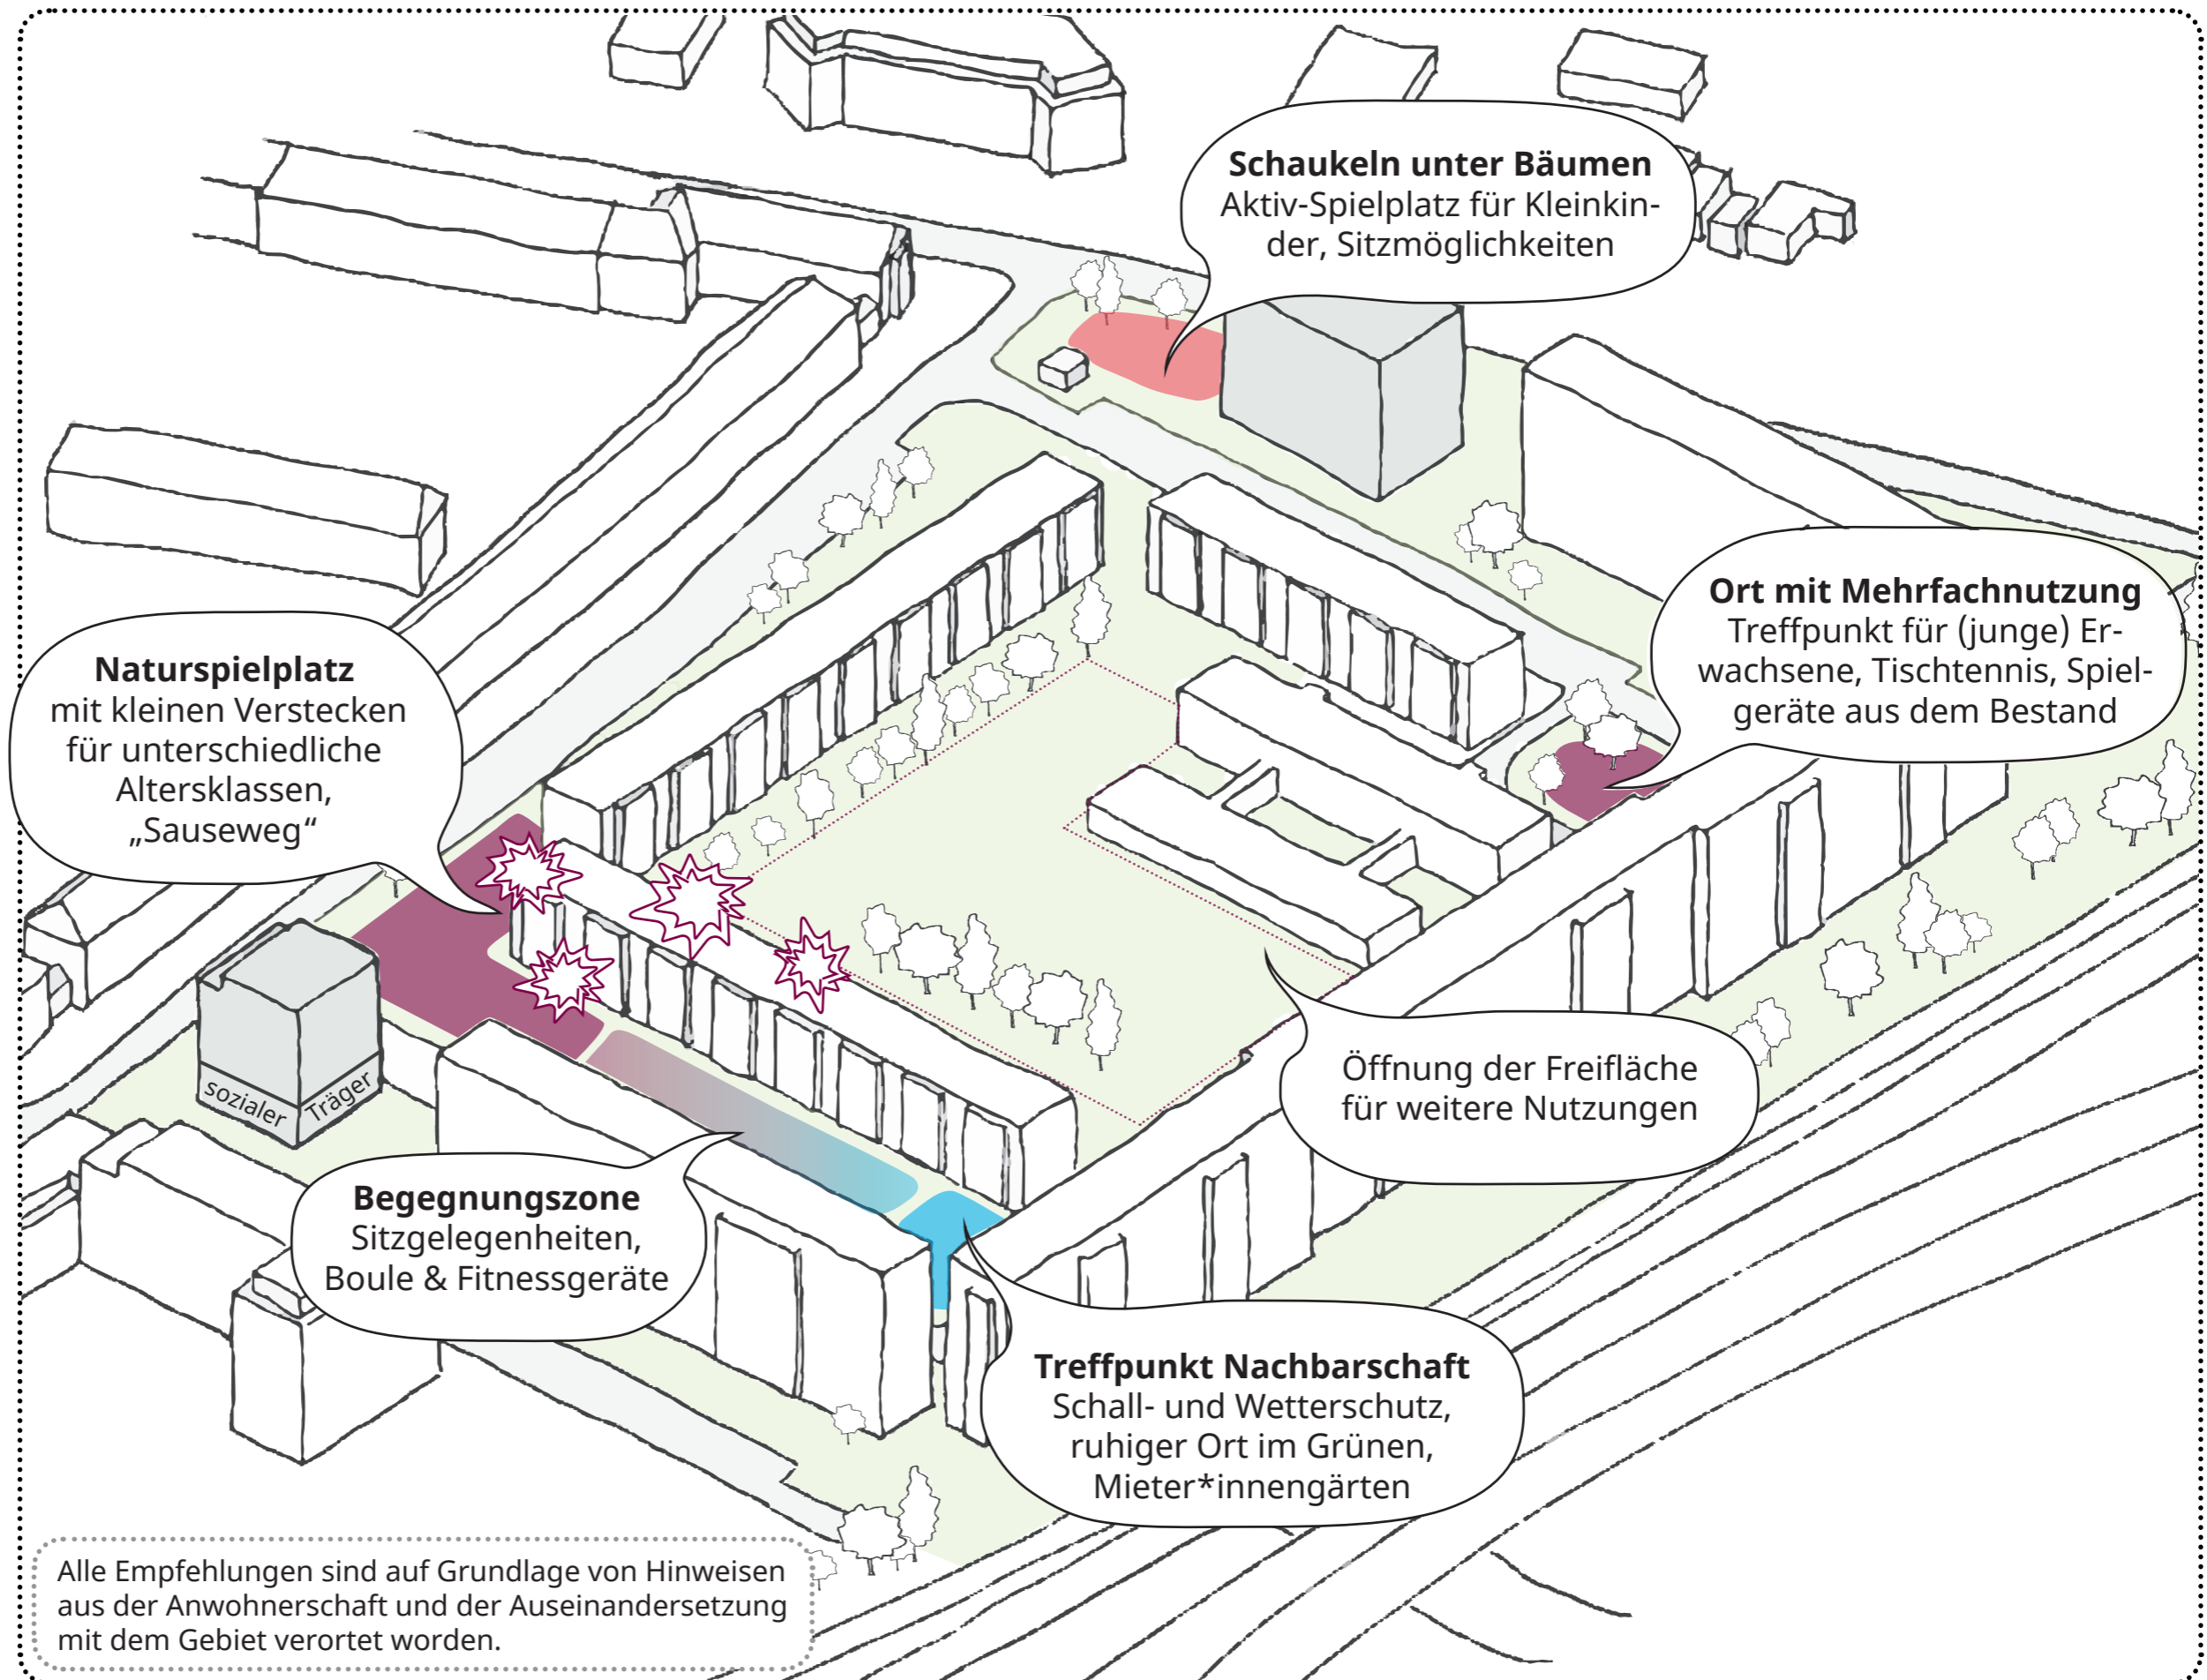 Schaukeln unter Bäumen
Aktiv-Spielplatz für Kleinkin-
der, Sitzmöglichkeiten
Ort mit Mehrfachnutzung
Treffpunkt für (junge) Er-
wachsene, Tischtennis, Spiel-
geräte aus dem Bestand
Naturspielplatz
mit kleinen Verstecken
für unterschiedliche
Altersklassen,
„Sauseweg“
Öffnung der Freifläche
für weitere Nutzungen
sozialer Träger
Begegnungszone
Sitzgelegenheiten,
Boule & Fitnessgeräte
Treffpunkt Nachbarschaft
Schall- und Wetterschutz,
ruhiger Ort im Grünen,
Mieter*innengärten
Alle Empfehlungen sind auf Grundlage von Hinweisen
aus der Anwohnerschaft und der Auseinandersetzung
mit dem Gebiet verortet worden.